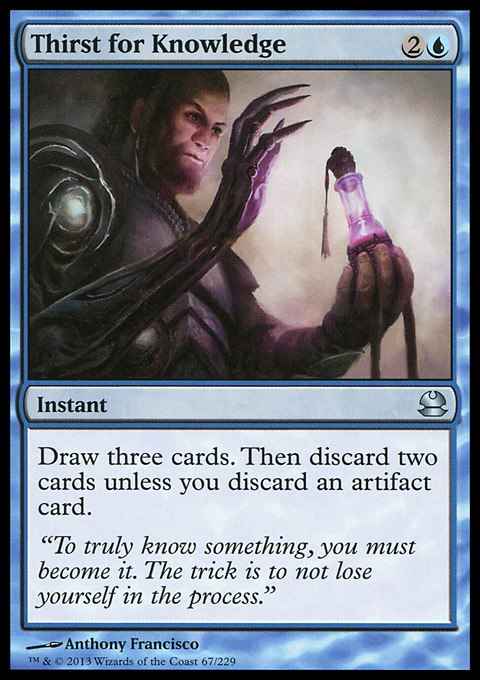 Thirst for Knowledge 2
Instant
Draw three cards. Then discard two
cards unless you discard an artifact
card.
“To truly know something, you must
become it. The trick is to not lose
yourself in the process.”
Anthony Francisco
™ & © 2013 Wizards of the Coast 67/229